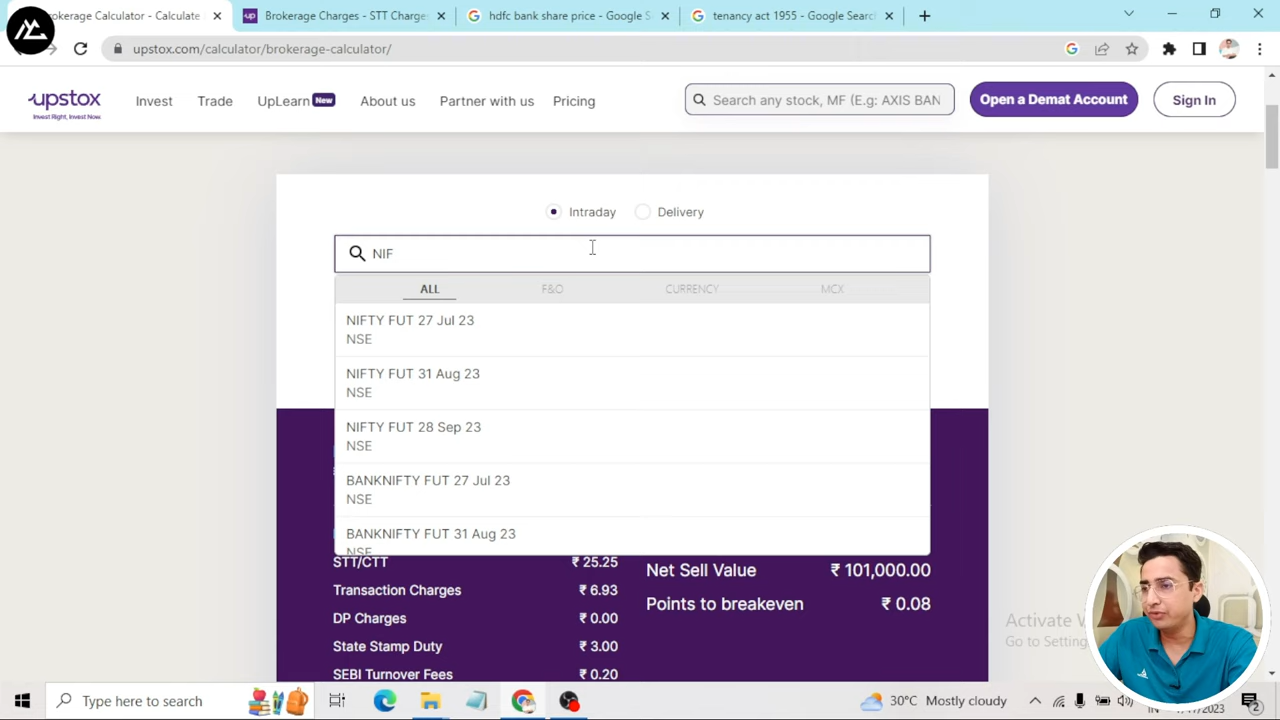 Brokerage Calculator - Calculate
Brokerage Charges - STT Charge
hdfc bank share price - Google S
tenancy act 1955 - Google Search
upstox.com/calculator/brokerage-calculator/
upstox
Invest Right, Invest Now
Invest
Trade
UpLearn New
About us
Partner with us
Pricing
Search any stock, MF (E.g: AXIS BAN
Open a Demat Account
Sign In
Intraday
Delivery
NIF
ALL
F&O
CURRENCY
MCX
NIFTY FUT 27 Jul 23
NSE
NIFTY FUT 31 Aug 23
NSE
NIFTY FUT 28 Sep 23
NSE
BANKNIFTY FUT 27 Jul 23
NSE
BANKNIFTY FUT 31 Aug 23
NSE
STT/CTT ₹ 25.25
Transaction Charges ₹ 6.93
DP Charges ₹ 0.00
State Stamp Duty ₹ 3.00
SEBI Turnover Fees ₹ 0.20
Net Sell Value ₹ 101,000.00
Points to breakeven ₹ 0.08
Activate
Go to Setting
Type here to search
30°C Mostly cloudy
IN
2